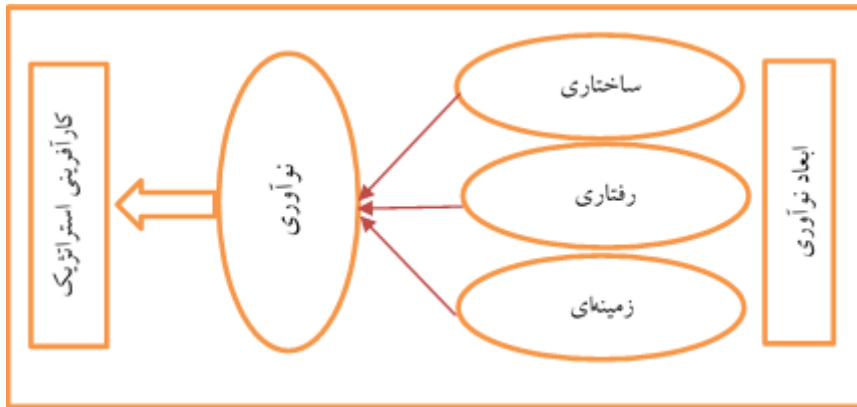 ابعاد نوآوری
ساختاری
رفتاری
زمینه‌ای
نوآوری
کارآفرینی استراتژیک